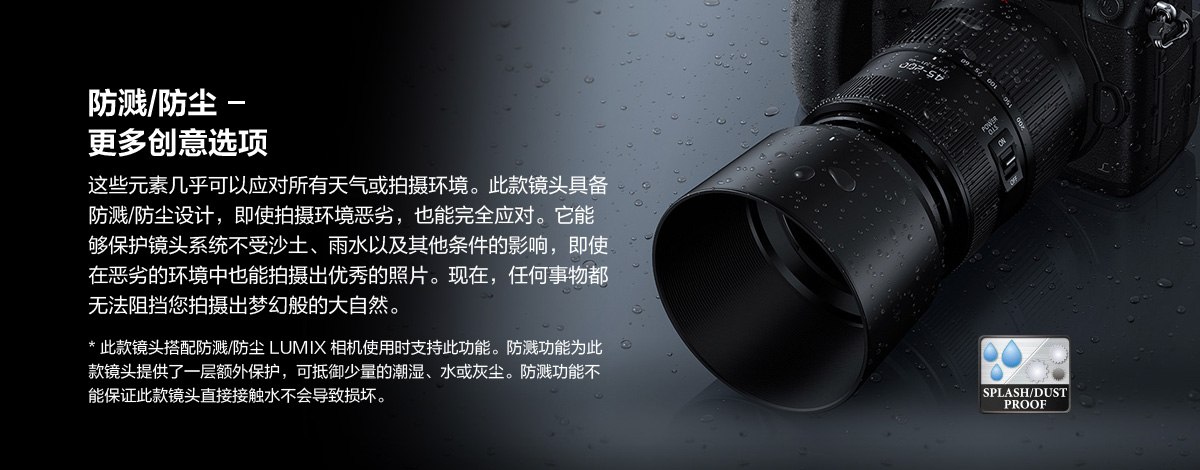 防溅/防尘 –
更多创意选项
这些元素几乎可以应对所有天气或拍摄环境。此款镜头具备
防溅/防尘设计，即使拍摄环境恶劣，也能完全应对。它能
够保护镜头系统不受沙土、雨水以及其他条件的影响，即使
在恶劣的环境中也能拍摄出优秀的照片。现在，任何事物都
无法阻挡您拍摄出梦幻般的大自然。
* 此款镜头搭配防溅/防尘 LUMIX 相机使用时支持此功能。防溅功能为此
款镜头提供了一层额外保护，可抵御少量的潮湿、水或灰尘。防溅功能不
能保证此款镜头直接接触水不会导致损坏。
45-200
45 60 75 100 150 200
POWER
OIS
ON
OFF
SPLASH/DUST
PROOF